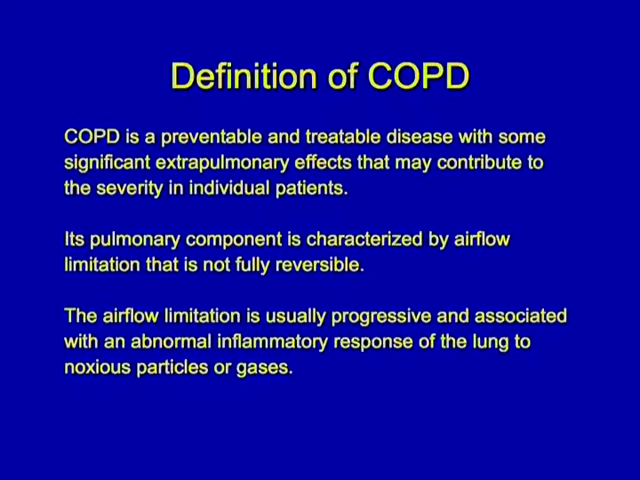 Definition of COPD
COPD is a preventable and treatable disease with some
significant extrapulmonary effects that may contribute to
the severity in individual patients.
Its pulmonary component is characterized by airflow
limitation that is not fully reversible.
The airflow limitation is usually progressive and associated
with an abnormal inflammatory response of the lung to
noxious particles or gases.